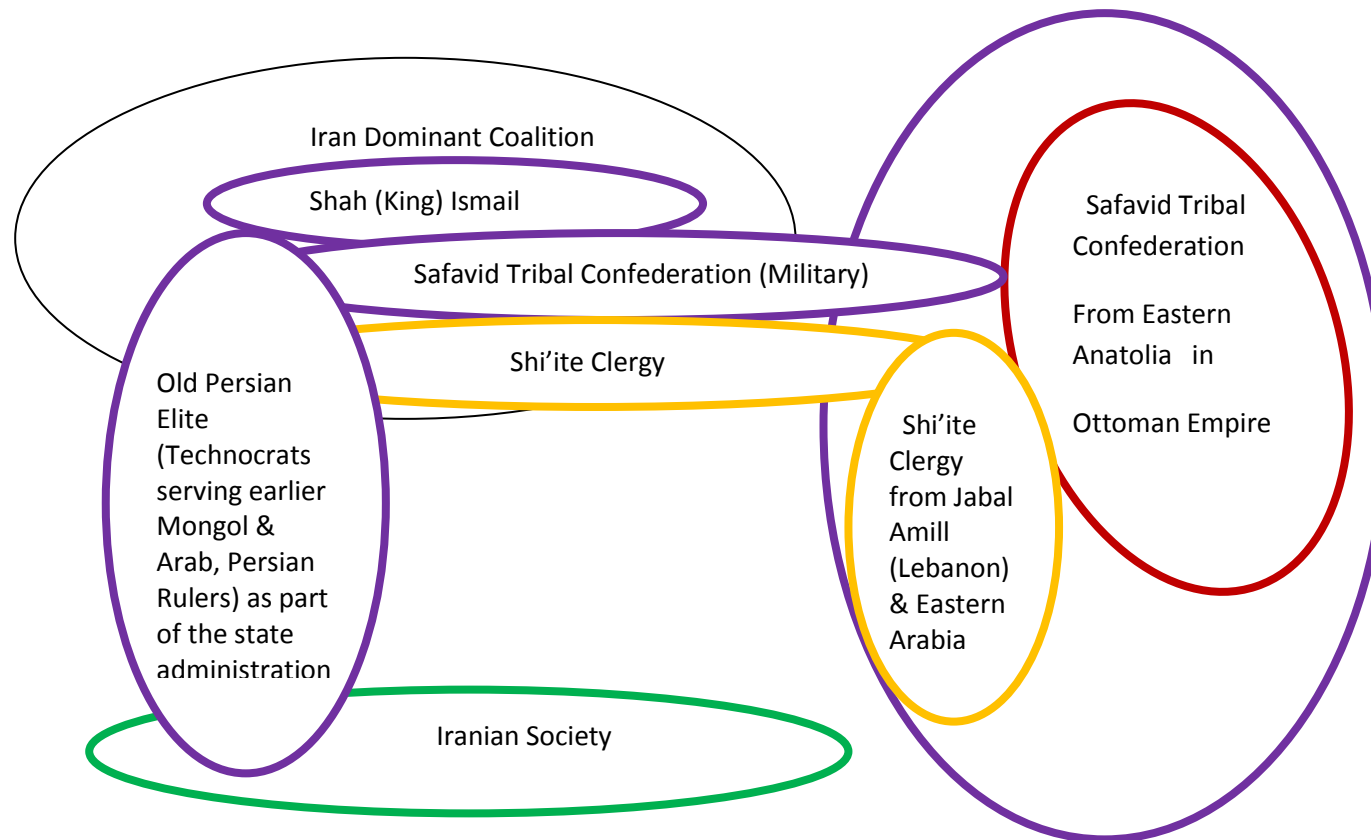 Iran Dominant Coalition
Shah (King) Ismail
Safavid Tribal Confederation (Military)
Shi’ite Clergy
Old Persian
Elite
(Technocrats
serving earlier
Mongol &
Arab, Persian
Rulers) as part
of the state
administration
Iranian Society
Safavid Tribal
Confederation
From Eastern
Anatolia in
Ottoman Empire
Shi’ite
Clergy
from Jabal
Amill
(Lebanon)
& Eastern
Arabia